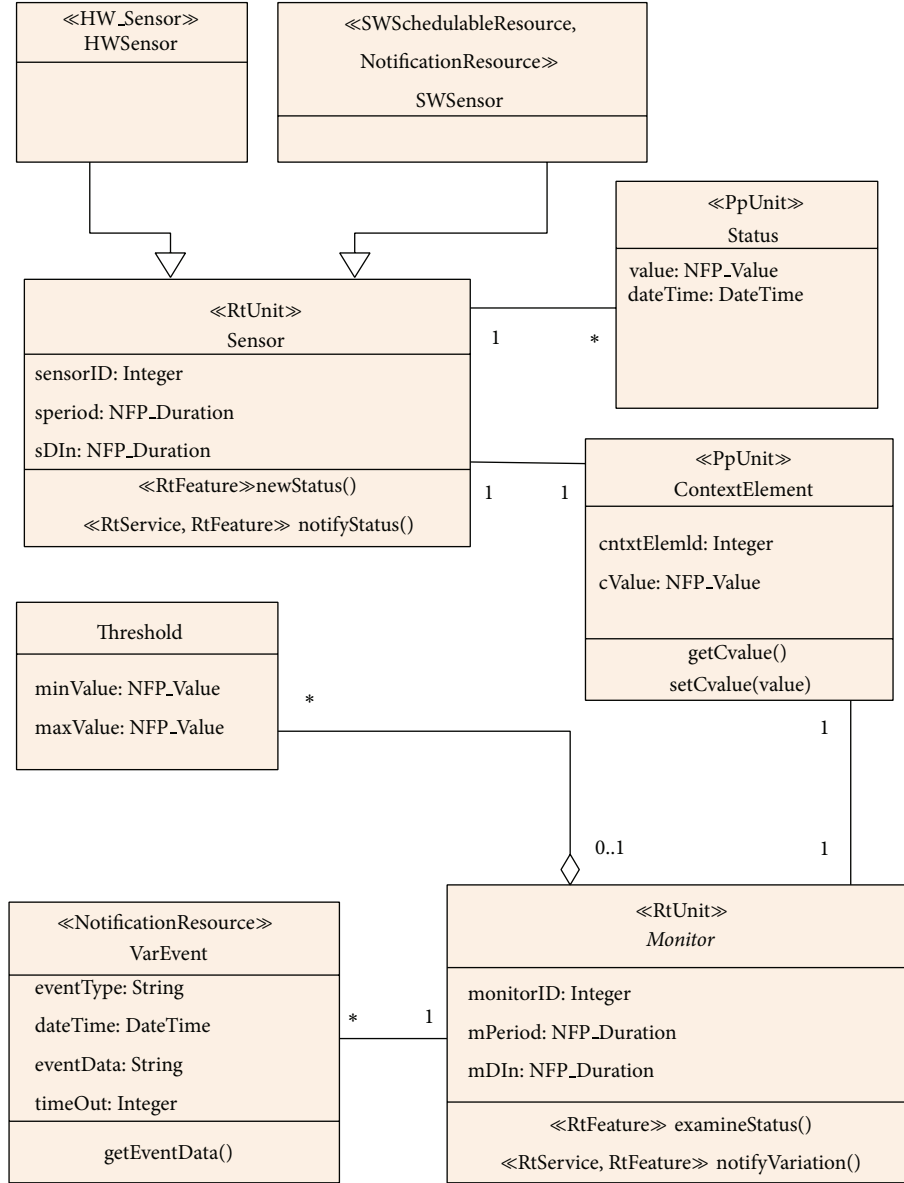 ≪HW_Sensor≫
HWSensor
≪SWSchedulableResource,
NotificationResource≫
SWSensor
≪PpUnit≫
Status
value: NFP_Value
dateTime: DateTime
≪RtUnit≫
Sensor
sensorID: Integer
speriod: NFP_Duration
sDIn: NFP_Duration
≪RtFeature≫newStatus()
≪RtService, RtFeature≫ notifyStatus()
1
*
1
1
≪PpUnit≫
ContextElement
cntxtElemld: Integer
cValue: NFP_Value
getCvalue()
setCvalue(value)
Threshold
minValue: NFP_Value
maxValue: NFP_Value
*
1
0..1
1
≪NotificationResource≫
VarEvent
eventType: String
dateTime: DateTime
eventData: String
timeOut: Integer
getEventData()
*
1
≪RtUnit≫
Monitor
monitorID: Integer
mPeriod: NFP_Duration
mDIn: NFP_Duration
≪RtFeature≫ examineStatus()
≪RtService, RtFeature≫ notifyVariation()